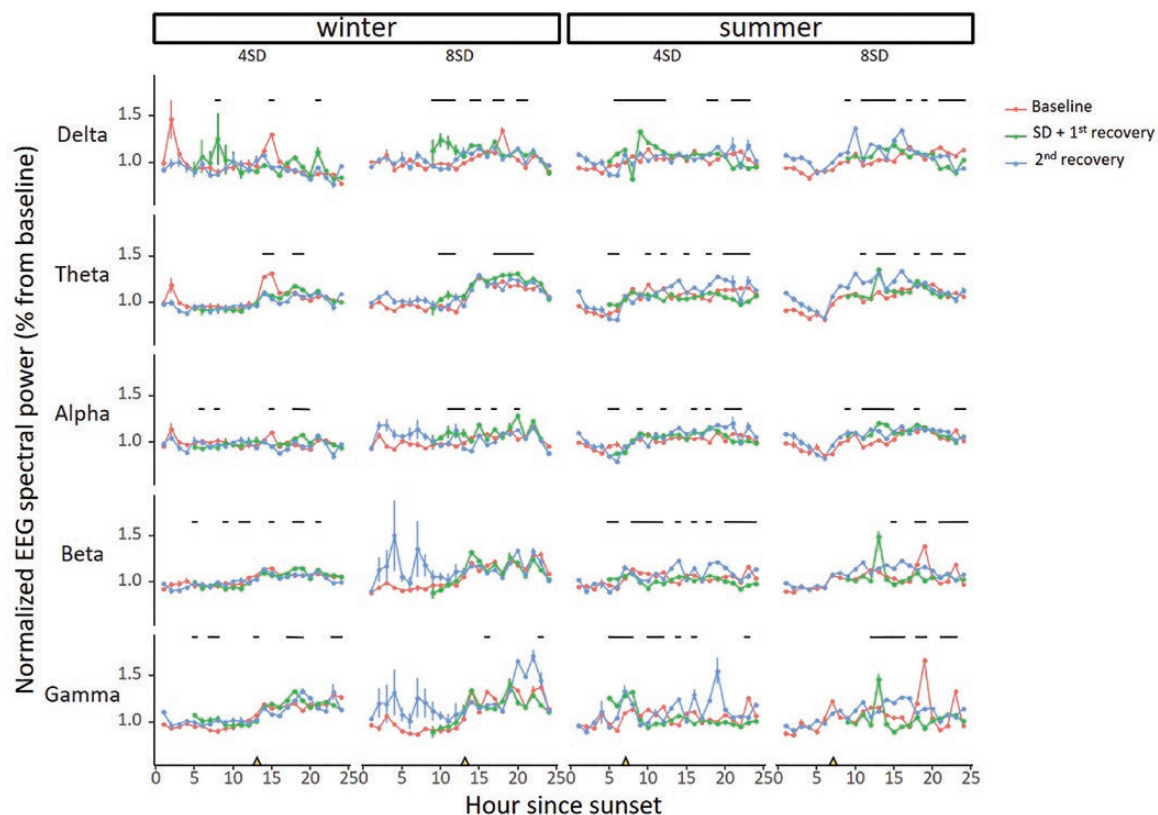 winter summer
4SD 8SD 4SD 8SD
Delta 1.5 1.0
Baseline
SD + 1st recovery
2nd recovery
Theta 1.5 1.0
Alpha 1.5 1.0
Beta 1.5 1.0
Gamma 1.5 1.0
Normalized EEG spectral power (% from baseline)
0 5 10 15 20 250 5 10 15 20 250 5 10 15 20 250 5 10 15 20 25
Hour since sunset